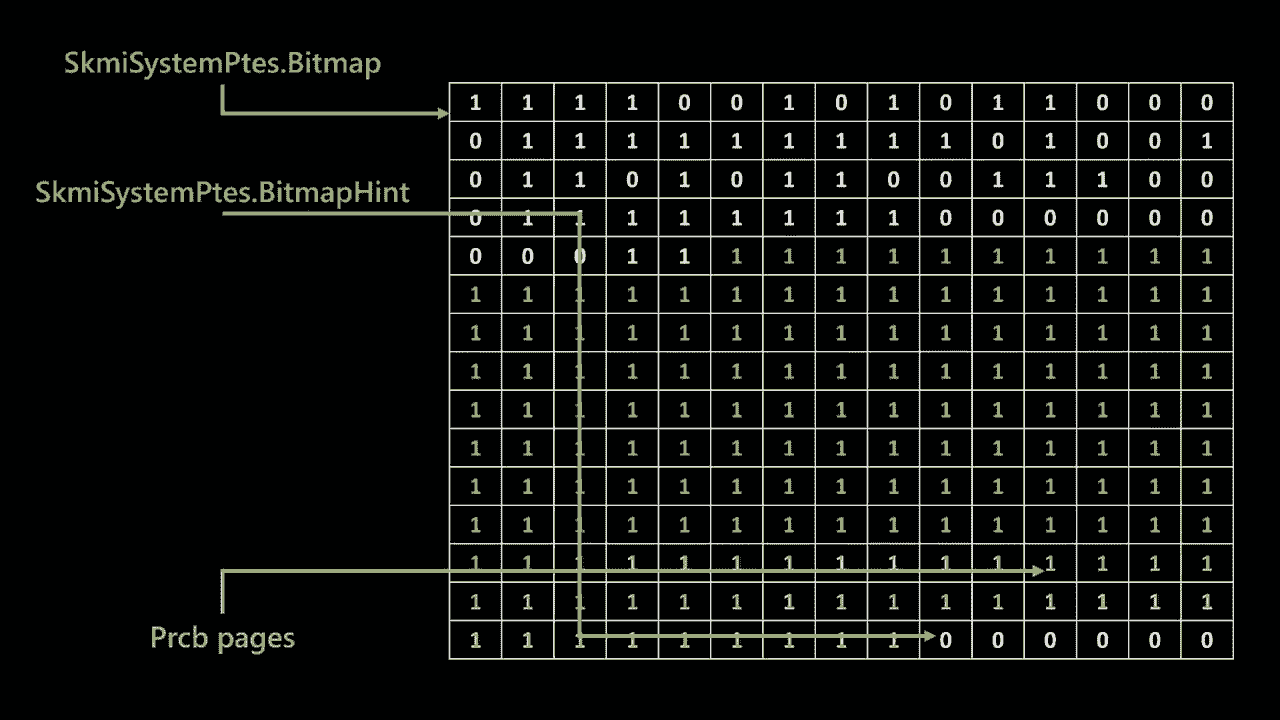 SkmiSystemPtes.Bitmap
1 1 1 1 0 0 1 0 1 0 1 1 0 0 0
0 1 1 1 1 1 1 1 1 1 0 1 0 0 1
SkmiSystemPtes.BitmapHint
0 1 1 0 1 0 1 1 0 0 1 1 1 0 0
0 1 1 1 1 1 1 1 1 0 0 0 0 0 0
0 0 0 1 1 1 1 1 1 1 1 1 1 1 1
1 1 1 1 1 1 1 1 1 1 1 1 1 1 1
1 1 1 1 1 1 1 1 1 1 1 1 1 1 1
1 1 1 1 1 1 1 1 1 1 1 1 1 1 1
1 1 1 1 1 1 1 1 1 1 1 1 1 1 1
1 1 1 1 1 1 1 1 1 1 1 1 1 1 1
1 1 1 1 1 1 1 1 1 1 1 1 1 1 1
1 1 1 1 1 1 1 1 1 1 1 1 1 1 1
1 1 1 1 1 1 1 1 1 1 1 1 1 1 1
1 1 1 1 1 1 1 1 1 1 1 1 1 1 1
Prcb pages
1 1 1 1 1 1 1 1 1 0 0 0 0 0 0